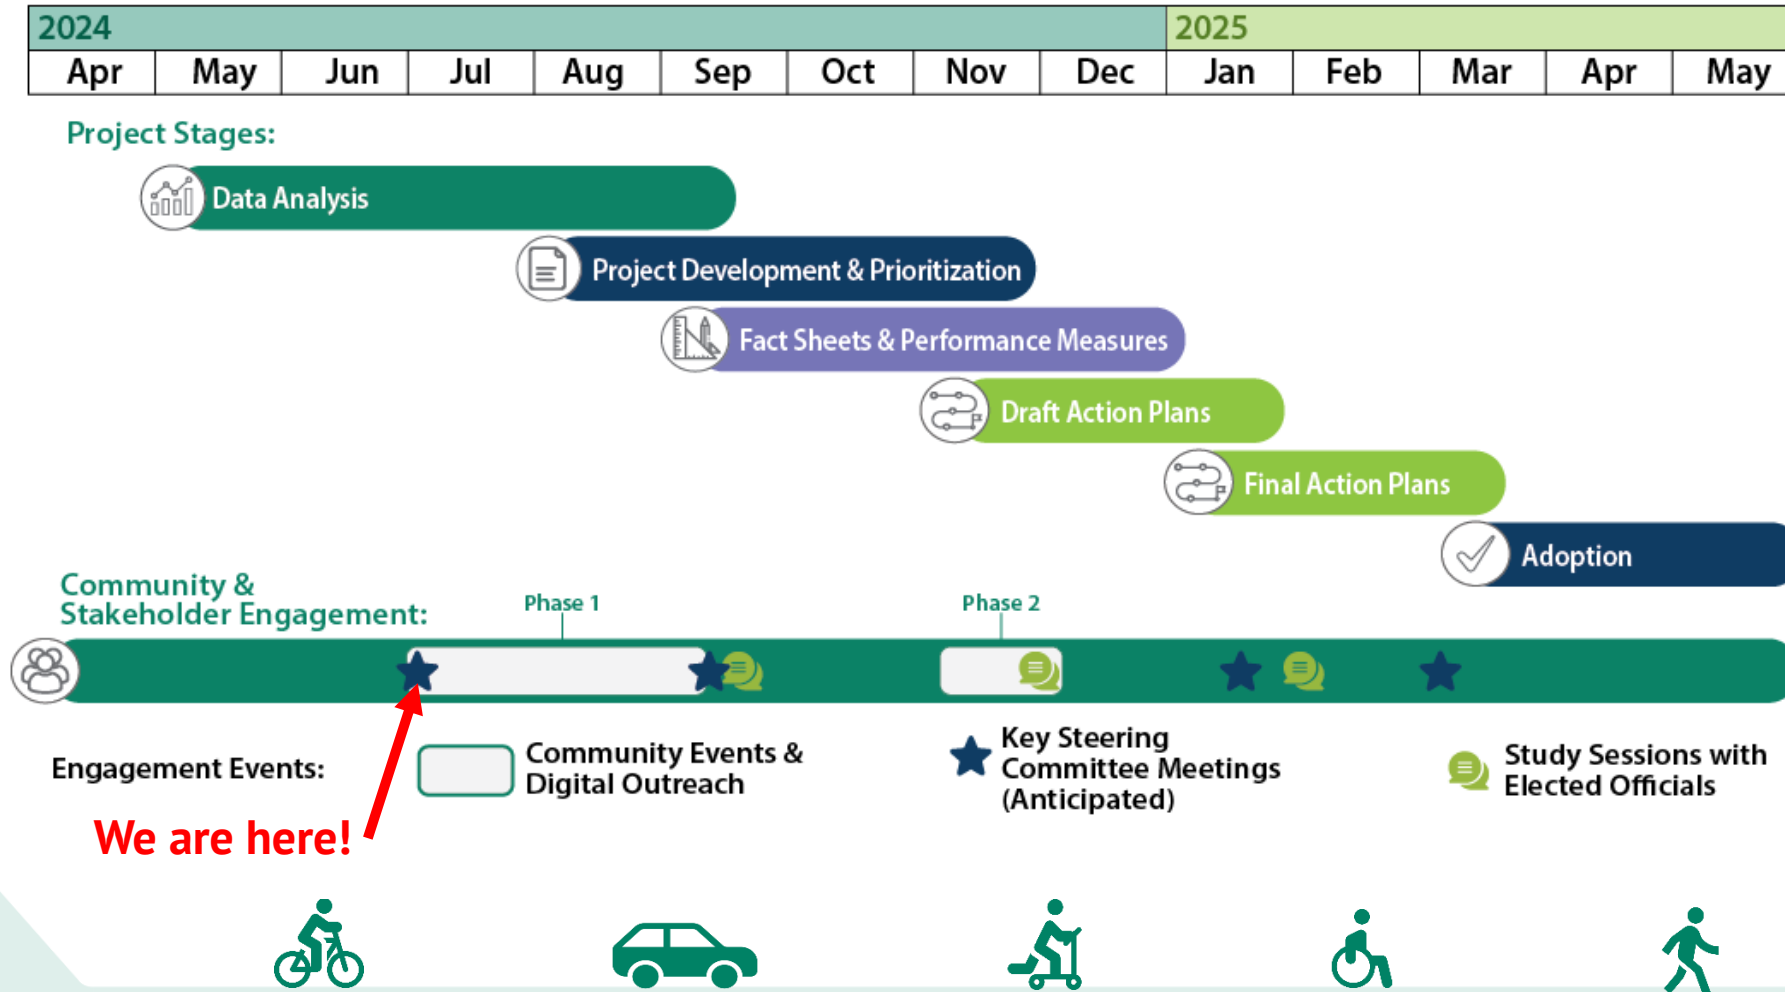 2024 2025
Apr May Jun Jul Aug Sep Oct Nov Dec Jan Feb Mar Apr May
Project Stages:
Data Analysis
Project Development & Prioritization
Fact Sheets & Performance Measures
Draft Action Plans
Final Action Plans
Adoption
Community &
Stakeholder Engagement:
Phase 1
Phase 2
Engagement Events:
Community Events &
Digital Outreach
Key Steering
Committee Meetings
(Anticipated)
Study Sessions with
Elected Officials
We are here!